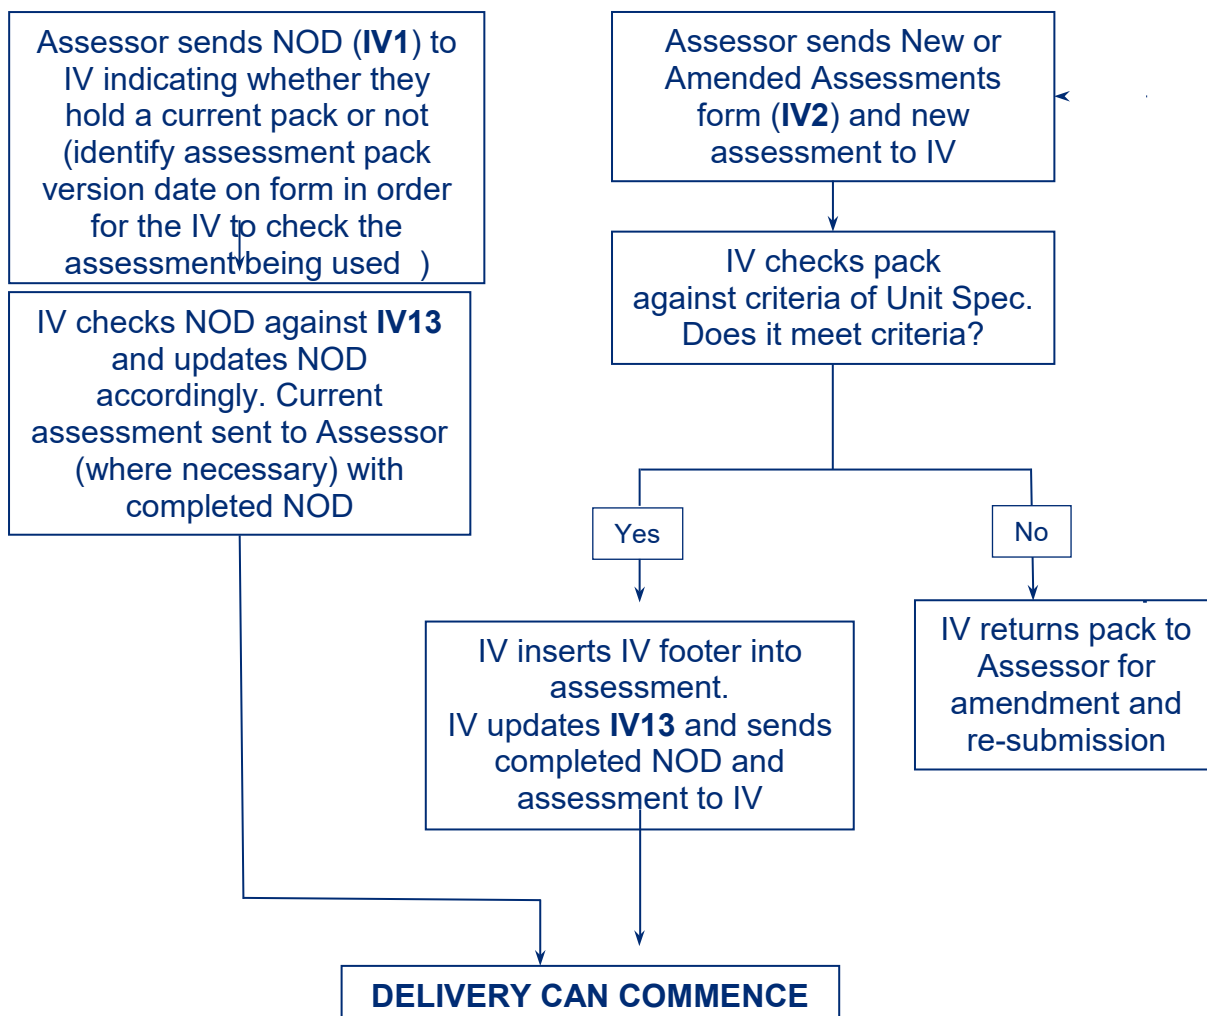 Assessor sends NOD (IV1) to
IV indicating whether they
hold a current pack or not
(identify assessment pack
version date on form in order
for the IV to check the
assessment being used )
IV checks NOD against IV13
and updates NOD
accordingly. Current
assessment sent to Assessor
(where necessary) with
completed NOD
Assessor sends New or
Amended Assessments
form (IV2) and new
assessment to IV
IV checks pack
against criteria of Unit Spec.
Does it meet criteria?
Yes
No
IV inserts IV footer into
assessment.
IV updates IV13 and sends
completed NOD and
assessment to IV
IV returns pack to
Assessor for
amendment and
re-submission
DELIVERY CAN COMMENCE